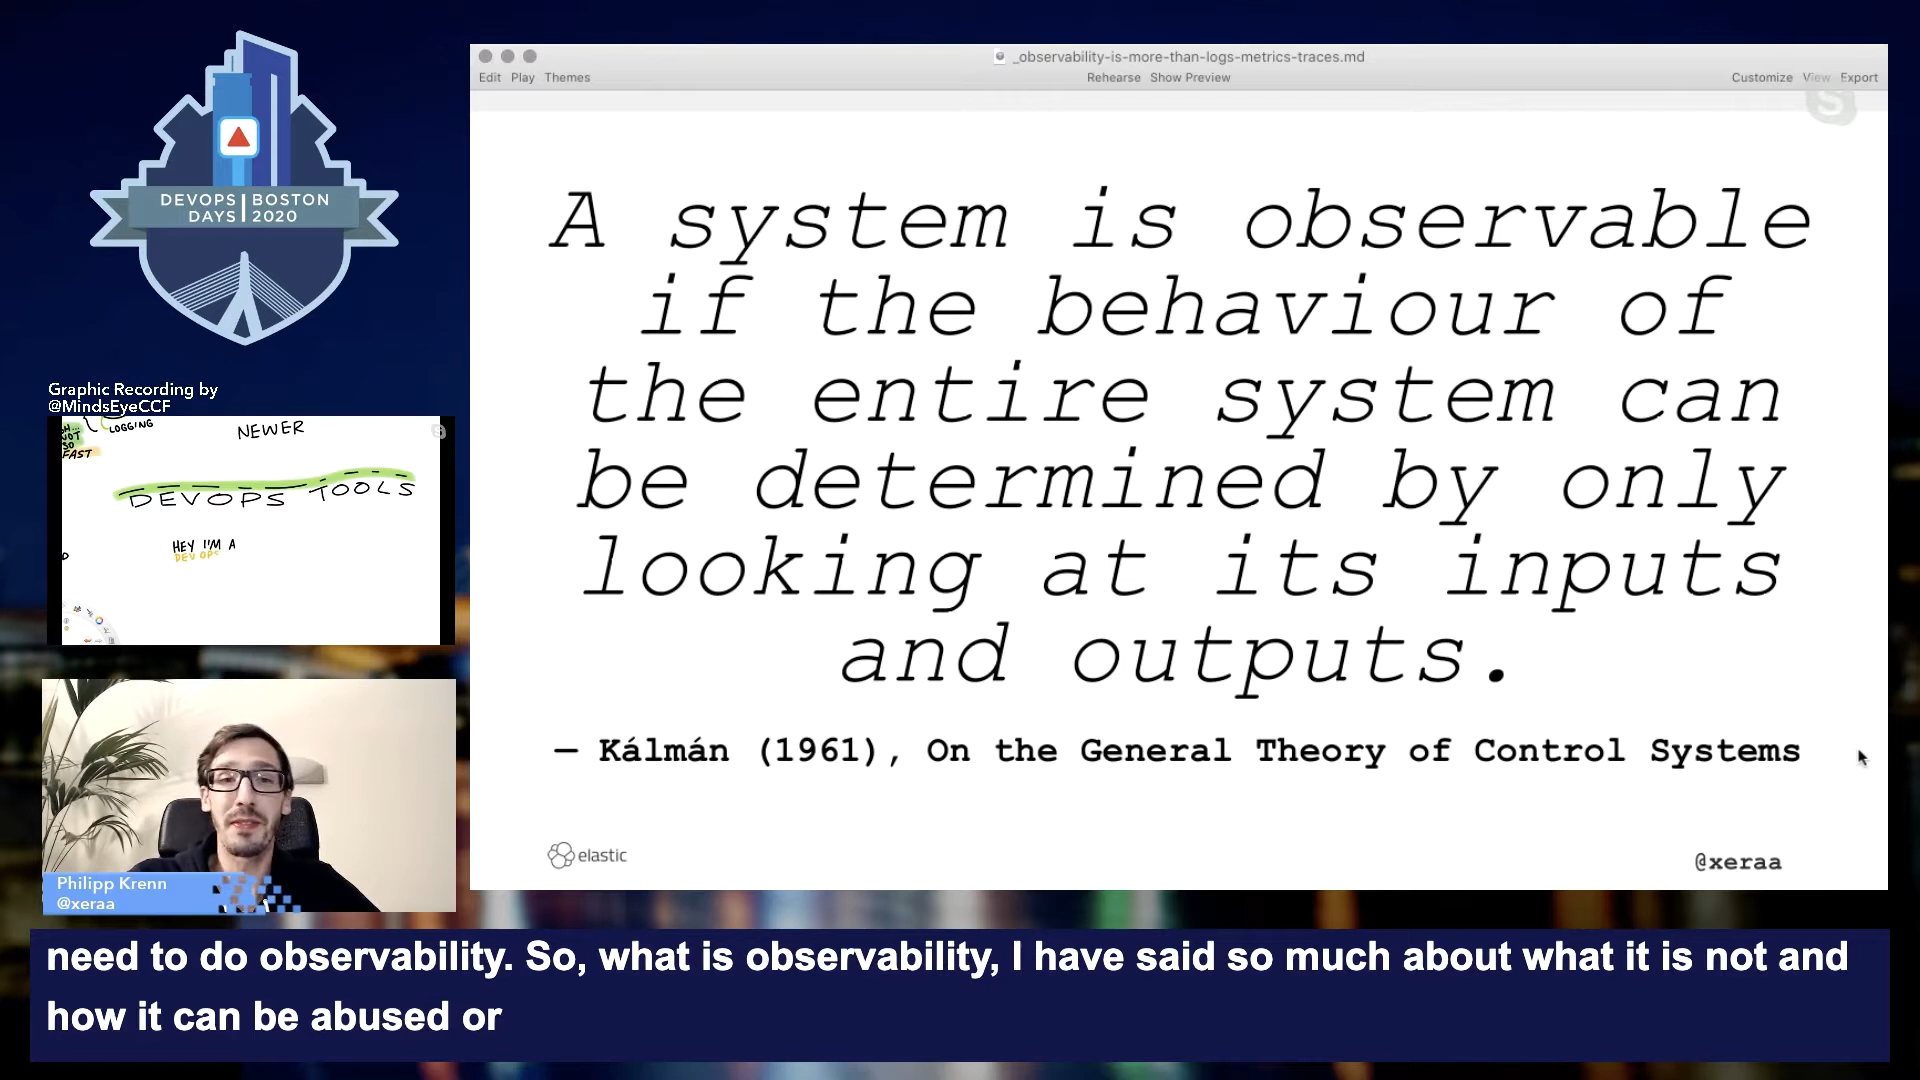 DEVOPS BOSTON
DAYS 2020
Graphic Recording by
@MindsEyeCCF
NOT
SO
FAST
LOGGING
NEWER
DEVOPS TOOLS
HEY I'M A
DEV OPS
Philipp Krenn
@xeraa
_observability-is-more-than-logs-metrics-traces.md
Edit Play Themes Rehearse Show Preview Customize View Export
A system is observable
if the behaviour of
the entire system can
be determined by only
looking at its inputs
and outputs.
— Kálmán (1961), On the General Theory of Control Systems
elastic
@xeraa
need to do observability. So, what is observability, I have said so much about what it is not and
how it can be abused or